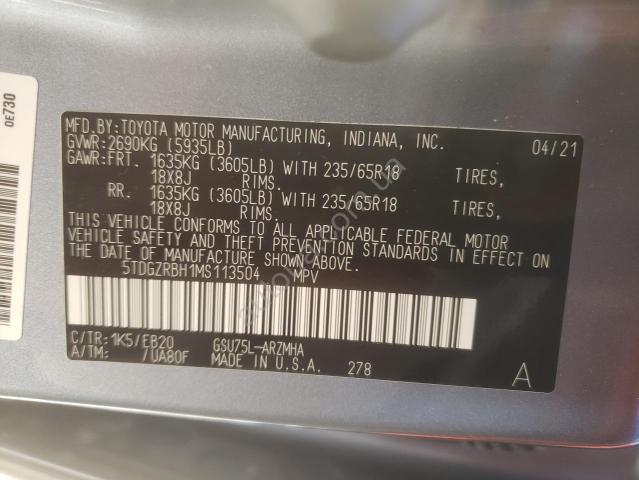 0E730
MFD.BY:TOYOTA MOTOR MANUFACTURING, INDIANA, INC. 04/21
GVWR:2690KG (5935LB)
GAWR:FRT. 1635KG (3605LB) WITH 235/65R18 TIRES,
18X8J RIMS.
RR. 1635KG (3605LB) WITH 235/65R18 TIRES,
18X8J RIMS.
THIS VEHICLE CONFORMS TO ALL APPLICABLE FEDERAL MOTOR
VEHICLE SAFETY AND THEFT PREVENTION STANDARDS IN EFFECT ON
THE DATE OF MANUFACTURE SHOWN ABOVE.
5TDGZRBH1MS113504 MPV
C/TR:1K5/EB20 GSU75L-ARZMHA
A/TM: /UA80F MADE IN U.S.A. 278 A